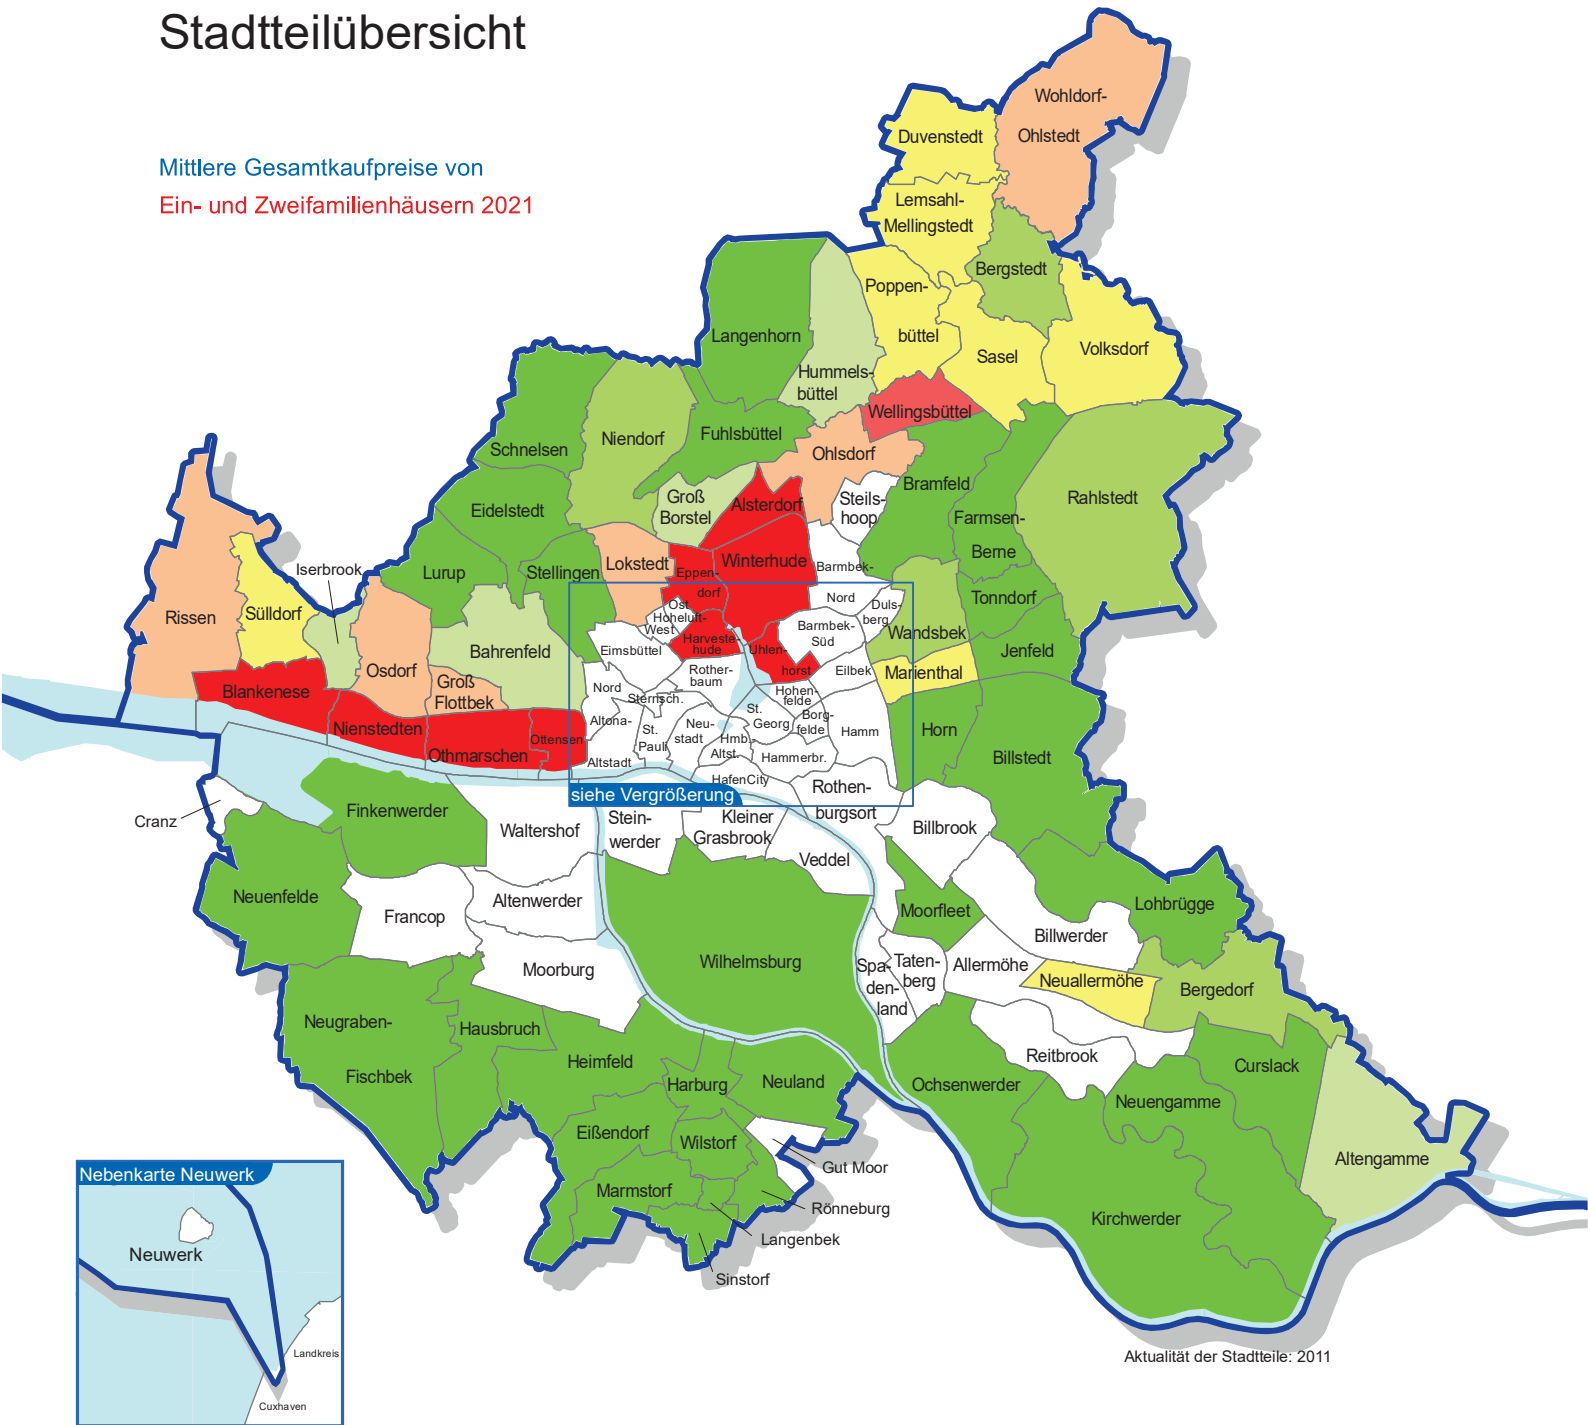 Stadtteilübersicht
Mittlere Gesamtkaufpreise von
Ein- und Zweifamilienhäusern 2021
Wohldorf-
Ohlstedt
Duvenstedt
Lemsahl-
Mellingstedt
Bergstedt
Poppen-
büttel
Sasel
Volksdorf
Langenhorn
Hummels-
büttel
Wellingsbüttel
Schnelsen
Niendorf
Fuhlsbüttel
Ohlsdorf
Eidelstedt
Groß
Borstel
Alsterdorf
Steils-
hoop
Bramfeld
Farmsen-
Berne
Rahlstedt
Lurup
Stellingen
Lokstedt
Eppen-
dorf
Winterhude
Barmbek-
Nord
Duls-
berg
Tonndorf
Iserbrook
Rissen
Sülldorf
Osdorf
Bahrenfeld
Ost
Hoheluft-
West
Harveste-
hude
Uhlen-
horst
Barmbek-
Süd
Wandsbek
Jenfeld
Eimsbüttel
Eilbek
Marienthal
Blankenese
Groß
Flottbek
Nord
Sternsch.
Rother-
baum
Hohen-
felde
Nienstedten
Othmarschen
Ottensen
Altona-
Altstadt
St.
Pauli
Neu-
stadt
Hmb.-
Altst.
St.
Georg
Borg-
felde
Hamm
Horn
Billstedt
Hammerbr.
HafenCity
siehe Vergrößerung
Rothen-
burgsort
Cranz
Finkenwerder
Waltershof
Stein-
werder
Kleiner
Grasbrook
Veddel
Billbrook
Neuenfelde
Francop
Altenwerder
Moorfleet
Lohbrügge
Billwerder
Moorburg
Wilhelmsburg
Spa-
den-
land
Taten-
berg
Allermöhe
Neuallermöhe
Bergedorf
Neugraben-
Fischbek
Hausbruch
Heimfeld
Harburg
Neuland
Ochsenwerder
Reitbrook
Curslack
Neuengamme
Eißendorf
Wilstorf
Gut Moor
Altengamme
Marmstorf
Rönneburg
Langenbek
Sinstorf
Kirchwerder
Nebenkarte Neuwerk
Neuwerk
Landkreis
Cuxhaven
Aktualität der Stadtteile: 2011